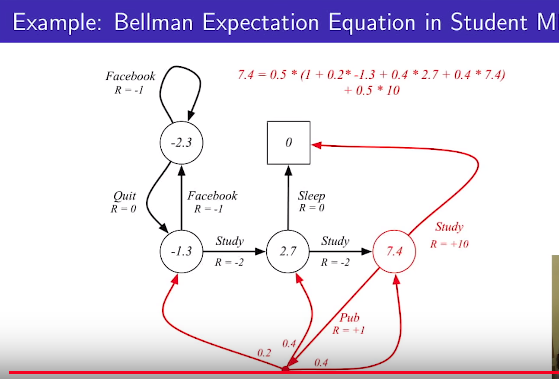 Example: Bellman Expectation Equation in Student M
Facebook
R = -1
7.4 = 0.5 * (1 + 0.2* -1.3 + 0.4 * 2.7 + 0.4 * 7.4)
+ 0.5 * 10
-2.3
0
Quit
R = 0
Facebook
R = -1
Sleep
R = 0
-1.3
Study
R = -2
2.7
Study
R = -2
7.4
Study
R = +10
Pub
R = +1
0.2
0.4
0.4